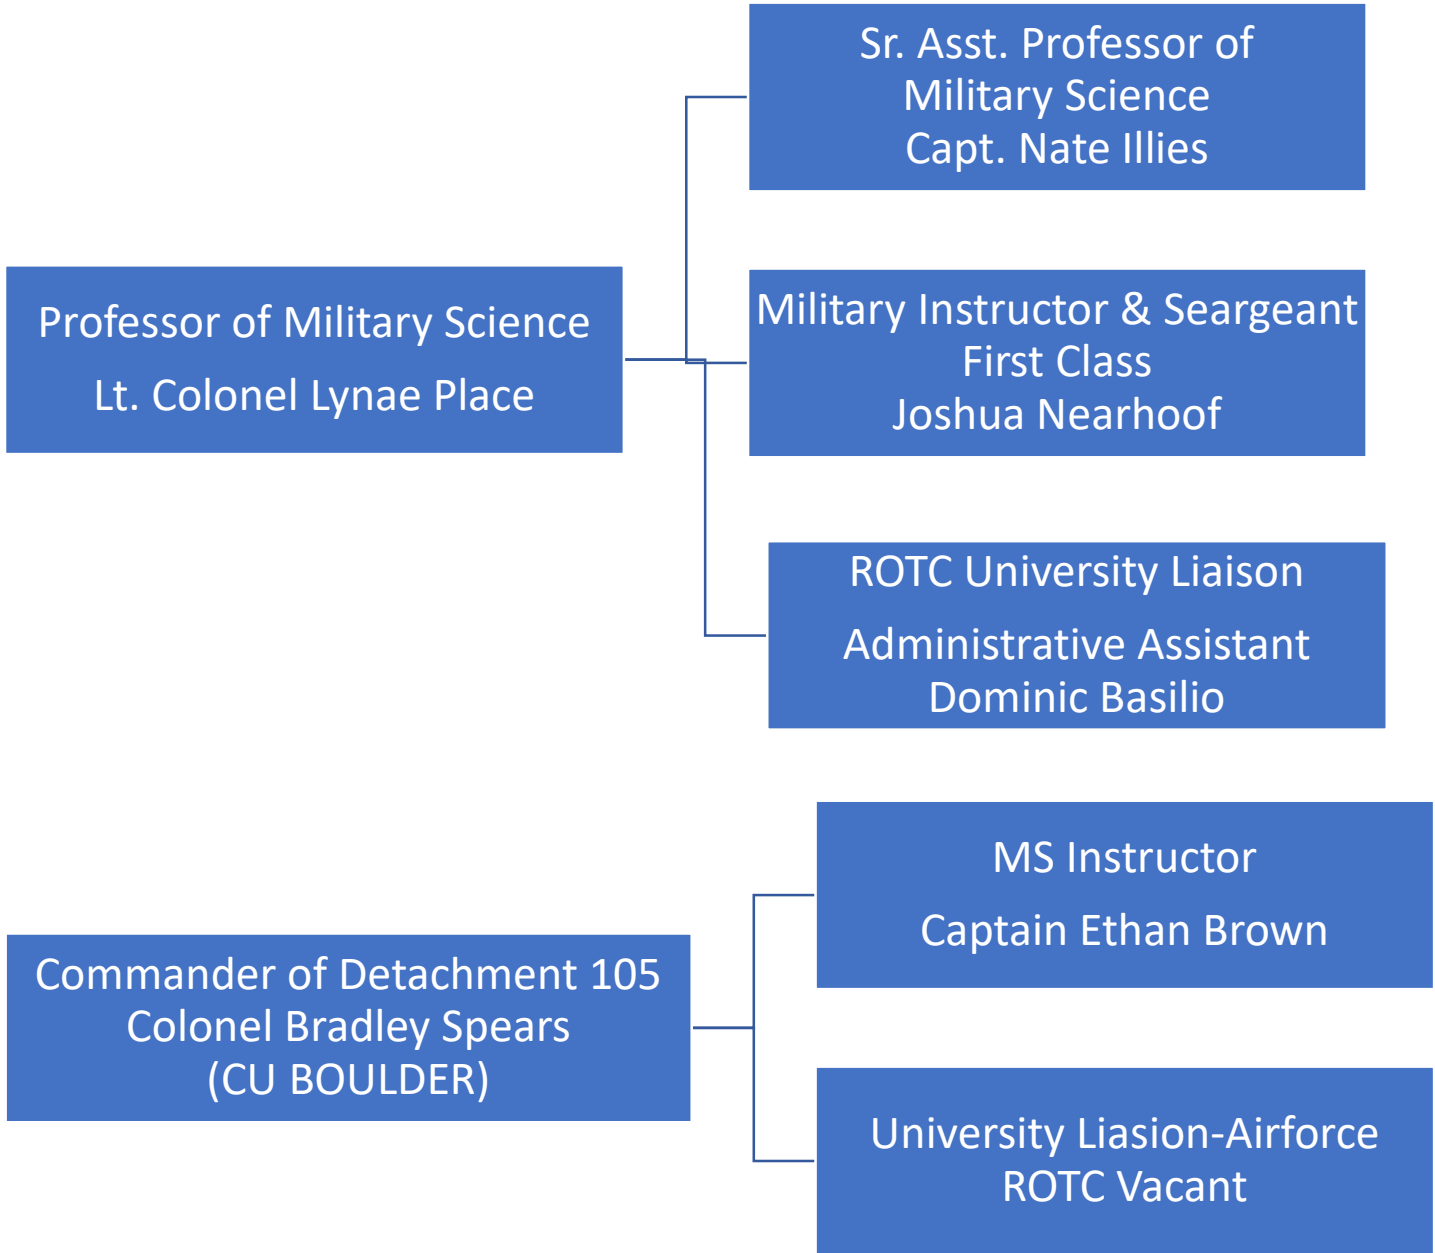 Sr. Asst. Professor of
Military Science
Capt. Nate Illies
Professor of Military Science
Lt. Colonel Lynae Place
Military Instructor & Seargeant
First Class
Joshua Nearhoof
ROTC University Liaison
Administrative Assistant
Dominic Basilio
MS Instructor
Captain Ethan Brown
Commander of Detachment 105
Colonel Bradley Spears
(CU BOULDER)
University Liasion-Airforce
ROTC Vacant